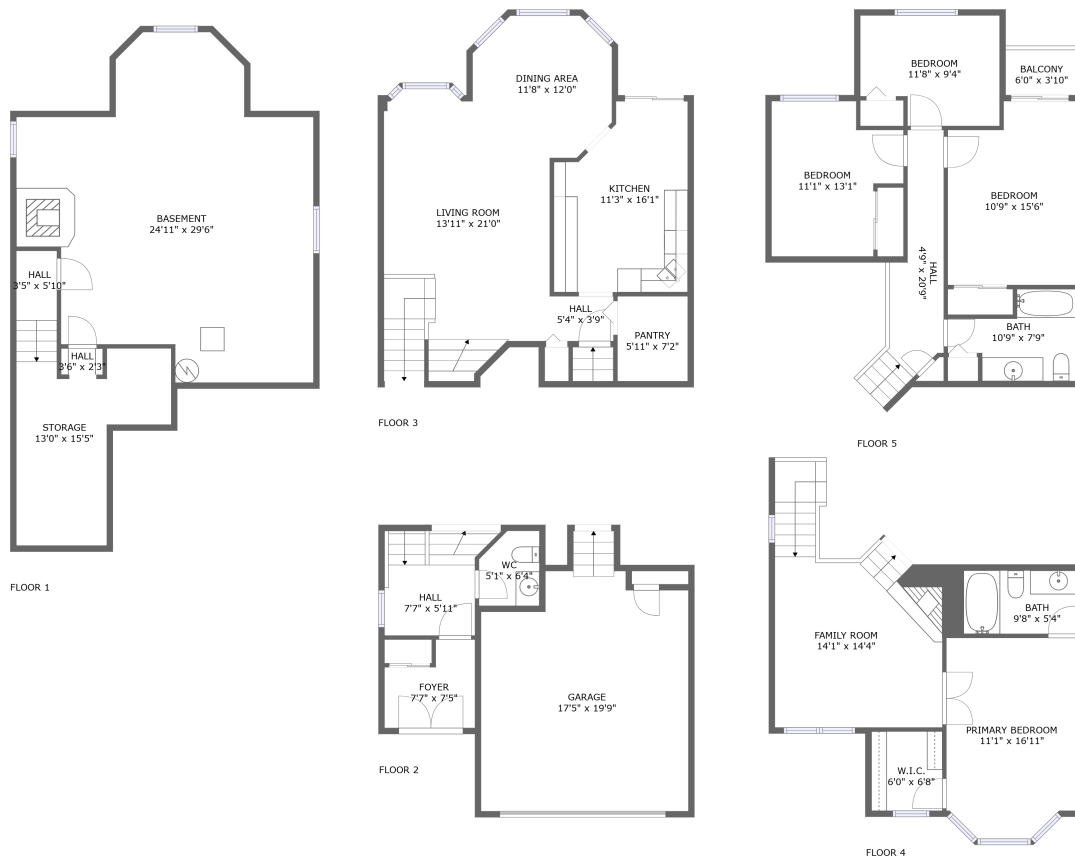 BASEMENT
24'11" x 29'6"
HALL
3'5" x 5'10"
HALL
3'6" x 2'3"
STORAGE
13'0" x 15'5"
FLOOR 1
DINING AREA
11'8" x 12'0"
KITCHEN
11'3" x 16'1"
LIVING ROOM
13'11" x 21'0"
HALL
5'4" x 3'9"
PANTRY
5'11" x 7'2"
FLOOR 3
BEDROOM
11'8" x 9'4"
BALCONY
6'0" x 3'10"
BEDROOM
11'1" x 13'1"
BEDROOM
10'9" x 15'6"
HALL
4'9" x 20'9"
BATH
10'9" x 7'9"
FLOOR 5
WC
5'1" x 6'4"
HALL
7'7" x 5'11"
FOYER
7'7" x 7'5"
GARAGE
17'5" x 19'9"
FLOOR 2
BATH
9'8" x 5'4"
FAMILY ROOM
14'1" x 14'4"
PRIMARY BEDROOM
11'1" x 16'11"
W.I.C.
6'0" x 6'8"
FLOOR 4